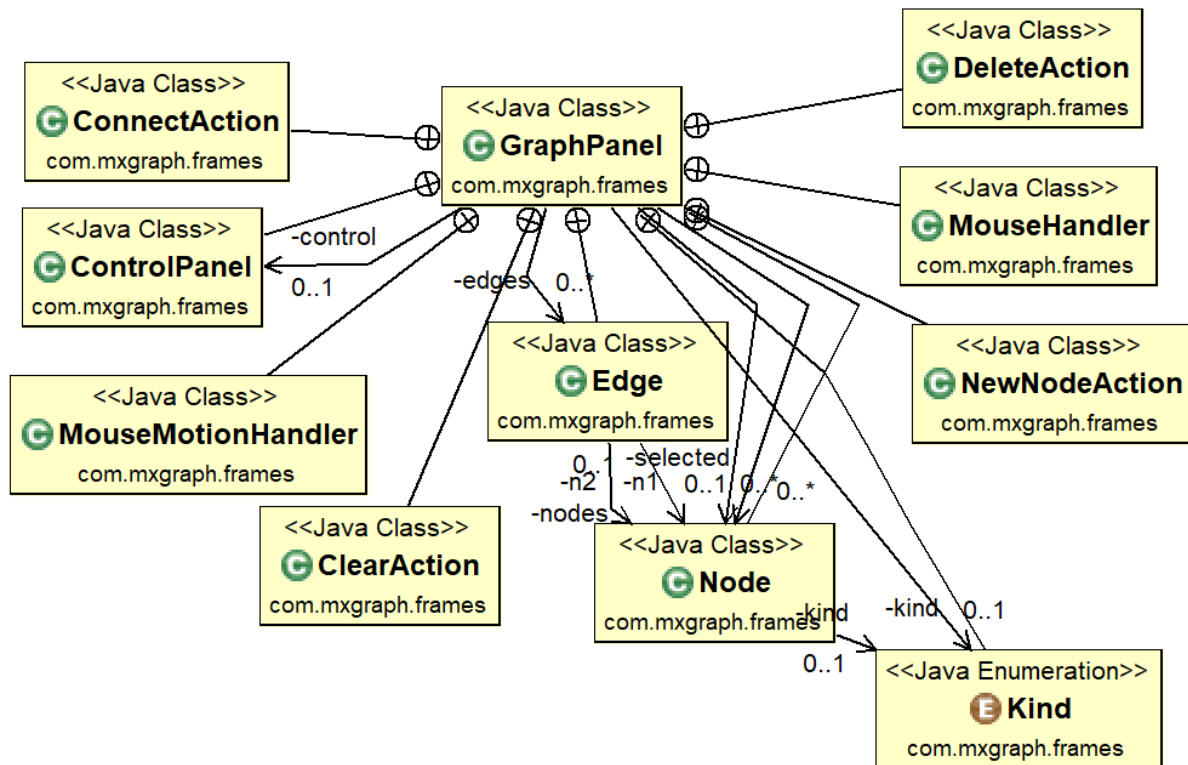 <<Java Class>>
DeleteAction
com.mxgraph.frames
<<Java Class>>
ConnectAction
com.mxgraph.frames
<<Java Class>>
GraphPanel
com.mxgraph.frames
<<Java Class>>
MouseHandler
com.mxgraph.frames
<<Java Class>>
ControlPanel
com.mxgraph.frames
-control
0..1
-edges
0..*
<<Java Class>>
Edge
com.mxgraph.frames
<<Java Class>>
NewNodeAction
com.mxgraph.frames
<<Java Class>>
MouseMotionHandler
com.mxgraph.frames
0..1
-selected
-n2
-n1
0..1
0..*
0..*
-nodes
<<Java Class>>
ClearAction
com.mxgraph.frames
<<Java Class>>
Node
com.mxgraph.frames
-kind
-kind
0..1
0..1
<<Java Enumeration>>
Kind
com.mxgraph.frames